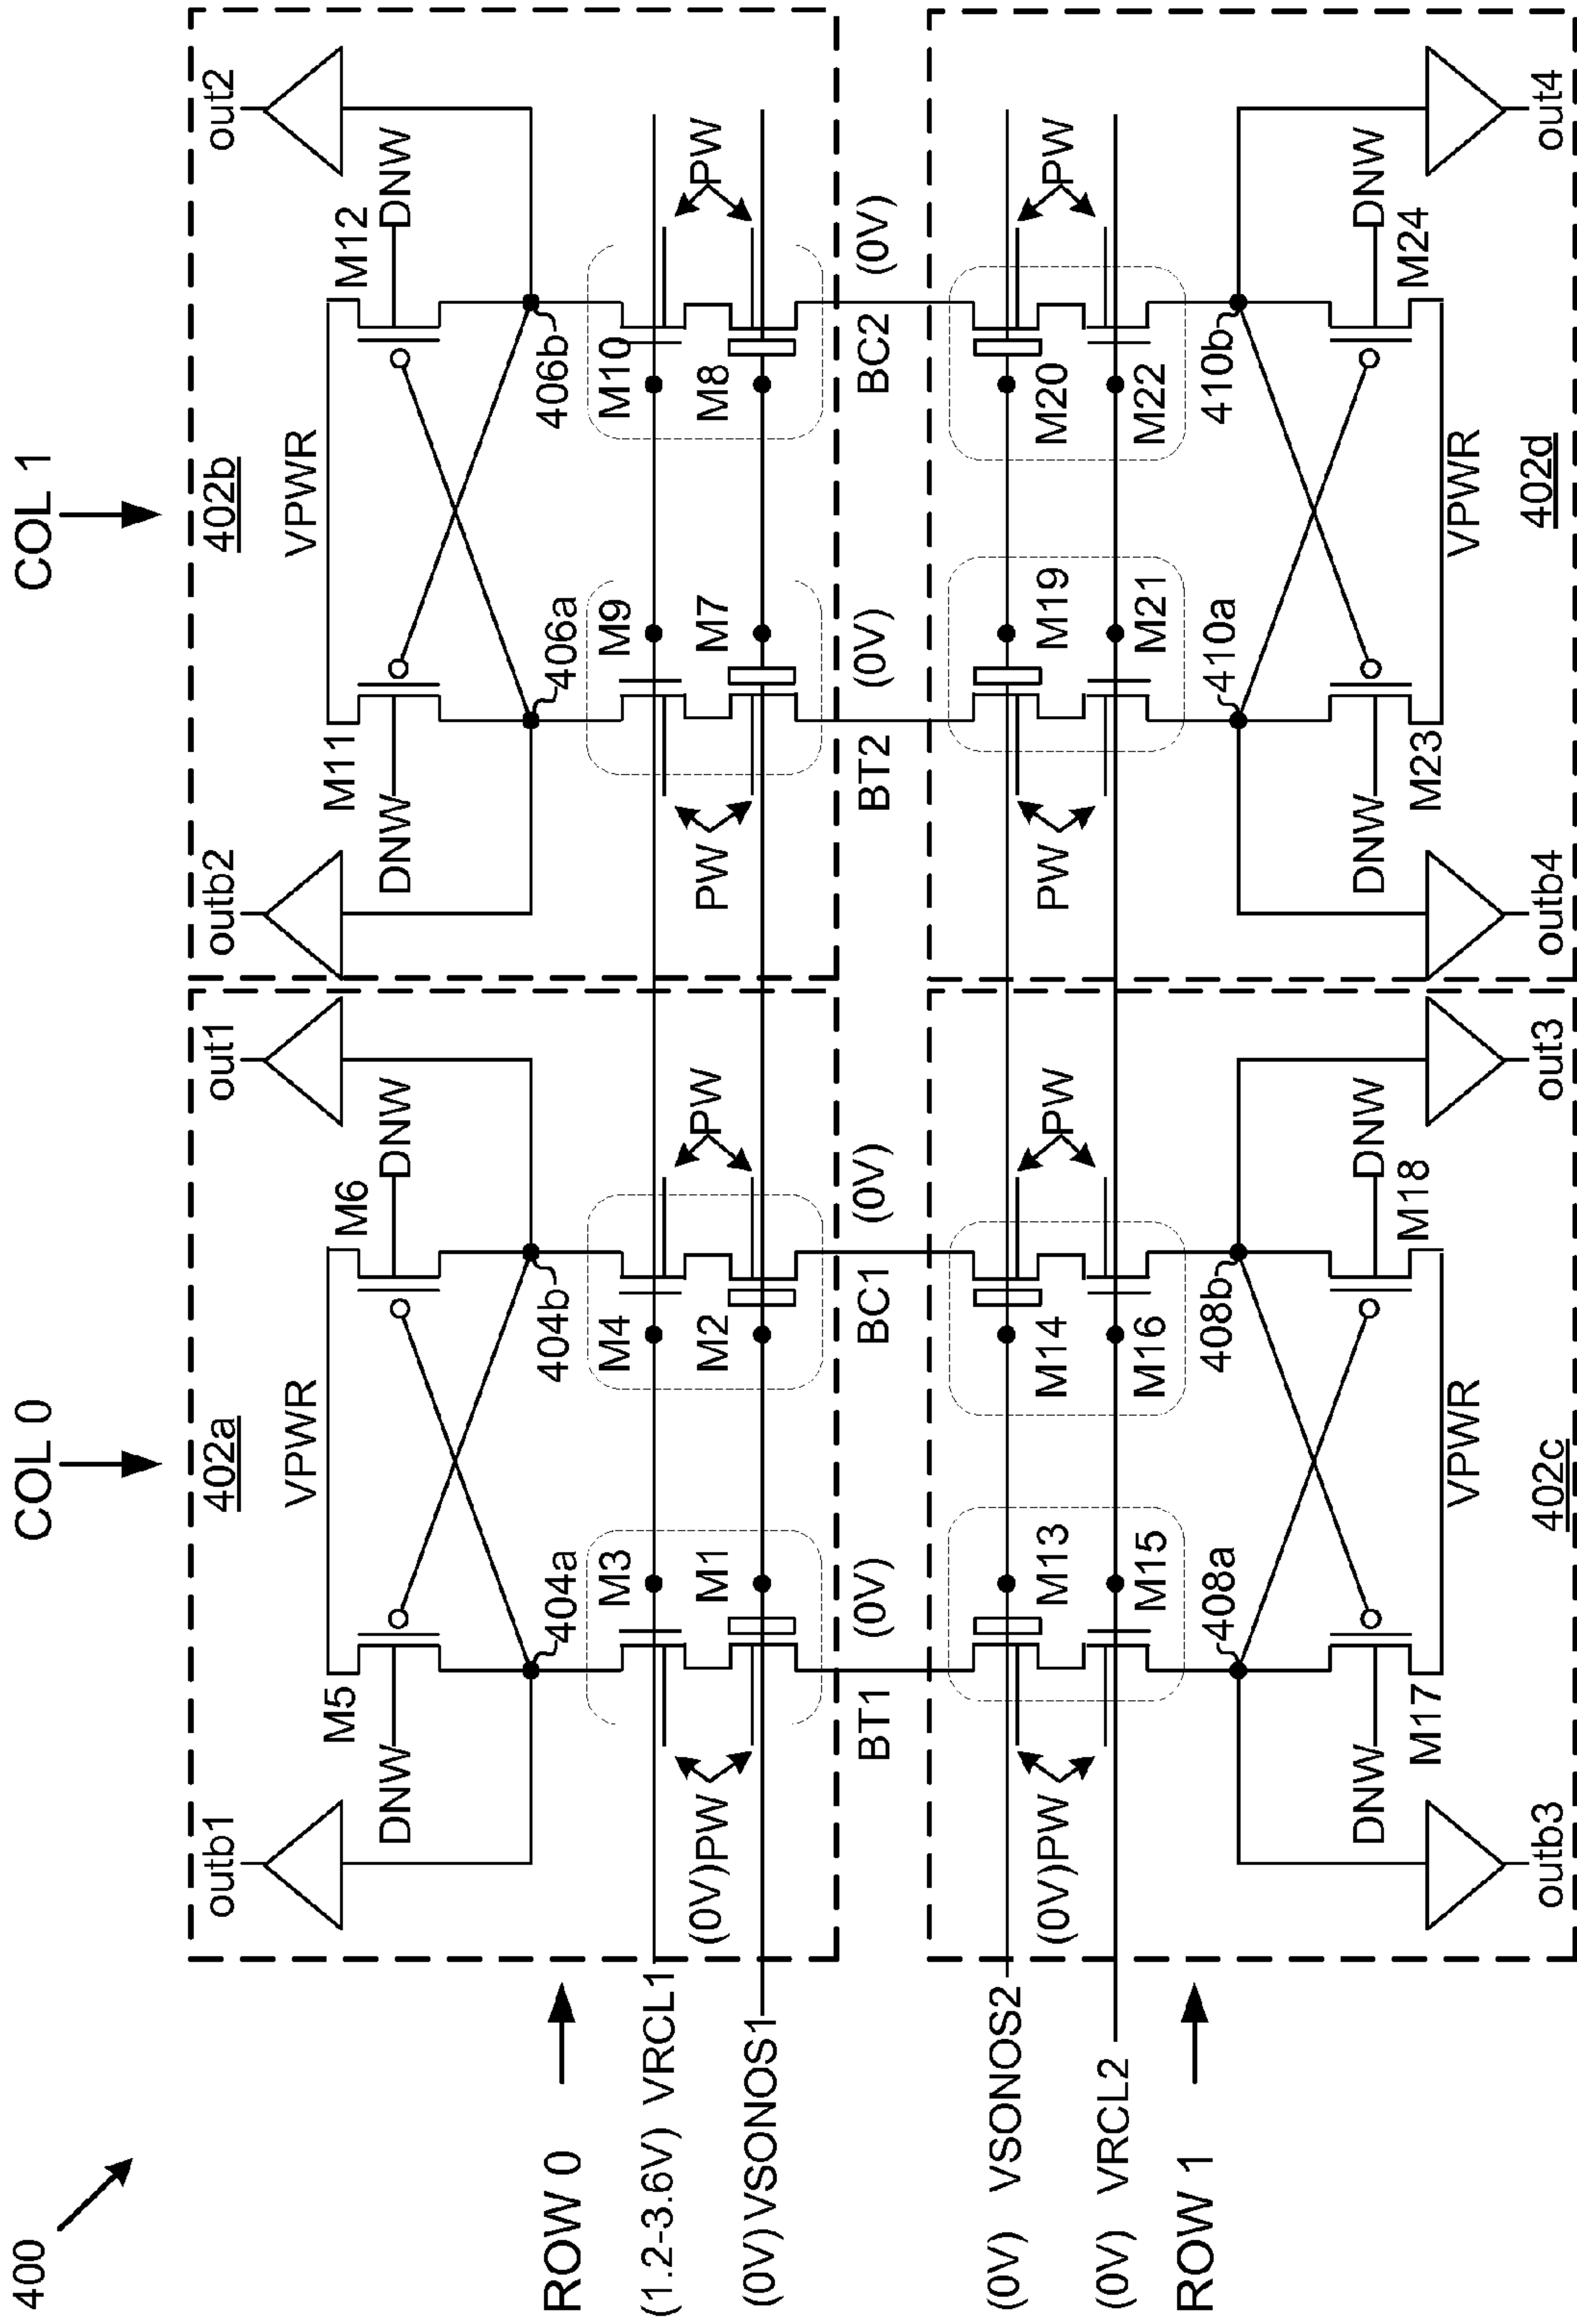 400
COL 0
COL 1
402a
402b
outb1
out1
outb2
out2
VPWR
VPWR
M5
M6
M11
M12
DNW
DNW
DNW
DNW
404a
404b
406a
406b
ROW 0
(1.2-3.6V) VRCL1
M3
M4
M9
M10
(0V)PW
PW
PW
PW
(0V) VSONOS1
M1
M2
M7
M8
BT1
(0V)
BC1
(0V)
BT2
(0V)
BC2
(0V)
(0V) VSONOS2
M13
M14
M19
M20
(0V)PW
PW
PW
PW
(0V) VRCL2
M15
M16
M21
M22
ROW 1
408a
408b
410a
410b
DNW
DNW
DNW
DNW
M17
M18
M23
M24
VPWR
VPWR
402c
402d
outb3
out3
outb4
out4